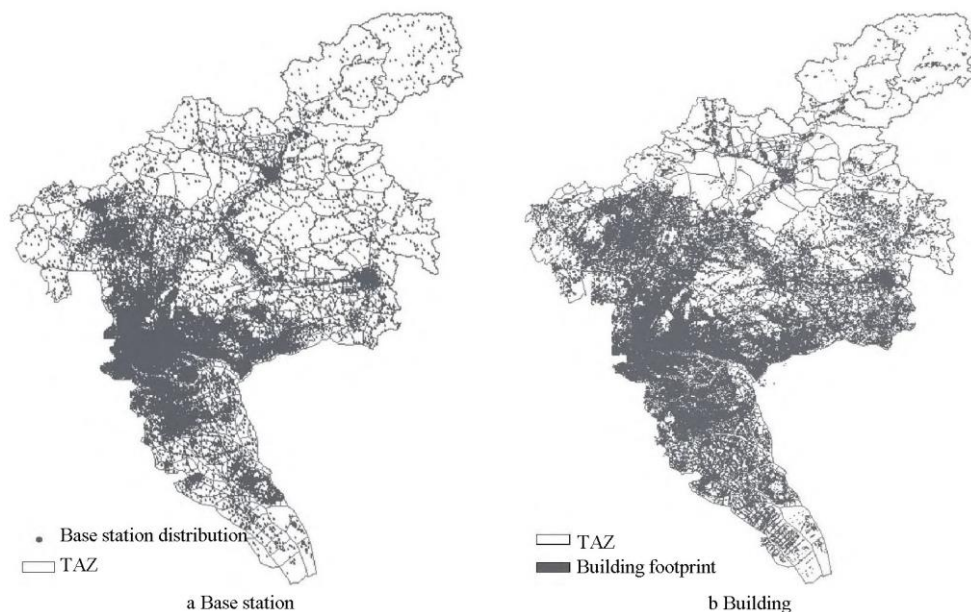 Base station distribution
TAZ
a Base station
TAZ
Building footprint
b Building